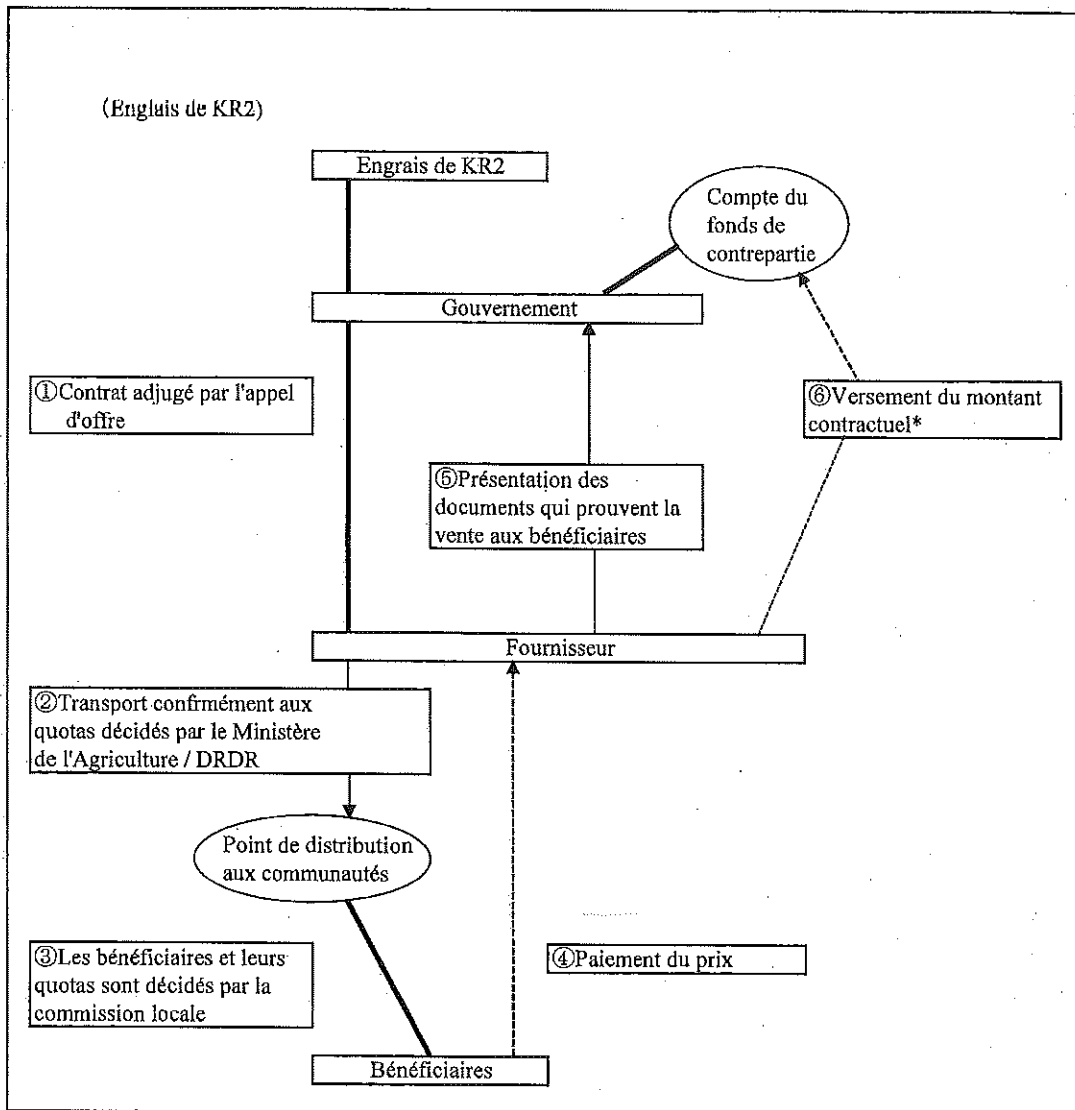 (Englais de KR2)
Engrais de KR2
Compte du
fonds de
contrepartie
Gouvernement
①Contrat adjugé par l'appel
d'offre
⑥Versement du montant
contractuel*
⑤Présentation des
documents qui prouvent la
vente aux bénéficiaires
Fournisseur
②Transport confrmément aux
quotas décidés par le Ministère
de l'Agriculture / DRDR
Point de distribution
aux communautés
③Les bénéficiaires et leurs
quotas sont décidés par la
commission locale
④Paiement du prix
Bénéficiaires